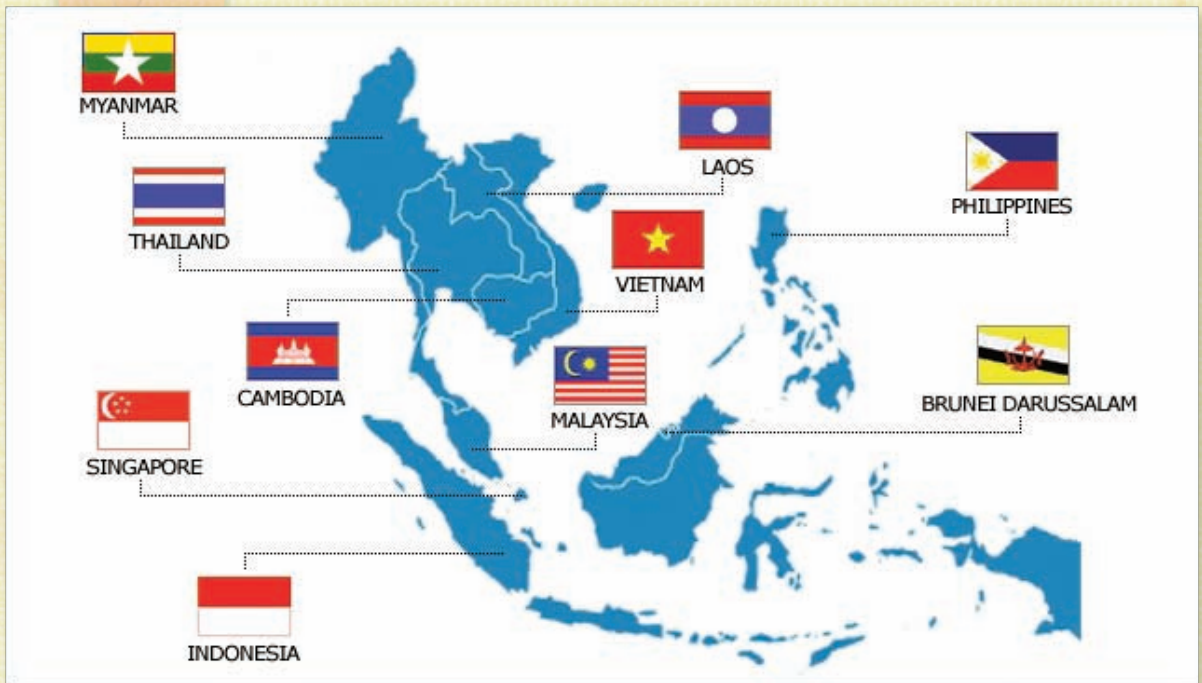 MYANMAR
LAOS
PHILIPPINES
THAILAND
VIETNAM
CAMBODIA
MALAYSIA
BRUNEI DARUSSALAM
SINGAPORE
INDONESIA